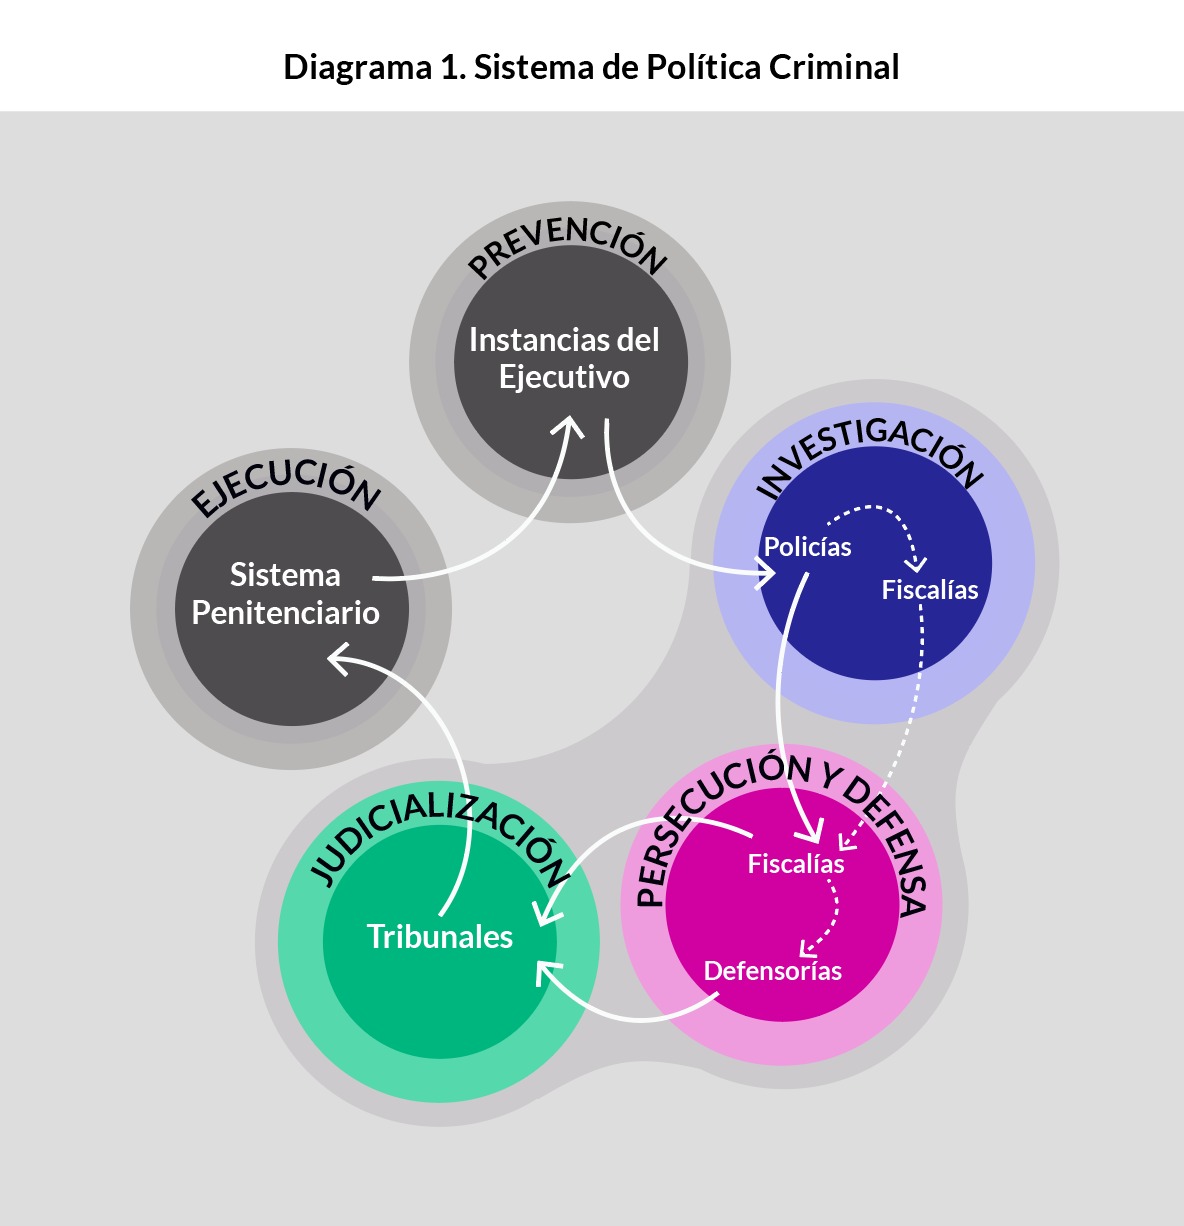 Diagrama 1. Sistema de Política Criminal
PREVENCIÓN
Instancias del
Ejecutivo
INVESTIGACIÓN
Policías
Fiscalías
EJECUCIÓN
Sistema
Penitenciario
PERSECUCIÓN Y DEFENSA
Fiscalías
Defensorías
JUDICIALIZACIÓN
Tribunales